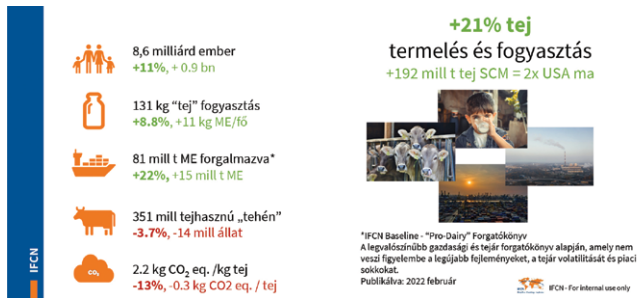 8,6 milliárd ember
+11%, + 0.9 bn
131 kg “tej” fogyasztás
+8.8%, +11 kg ME/fő
81 mill t ME forgalmazva*
+22%, +15 mill t ME
351 mill tejhasznú „tehén”
-3.7%, -14 mill állat
CO₂
2.2 kg CO₂ eq. /kg tej
-13%, -0.3 kg CO2 eq. / tej
IFCN
+21% tej
termelés és fogyasztás
+192 mill t tej SCM = 2x USA ma
*IFCN Baseline - “Pro-Dairy” Forgatókönyv
A legvalószínűbb gazdasági és tejár forgatókönyv alapján, amely nem
veszi figyelembe a legújabb fejleményeket, a tejár volatilitását és piaci
sokkokat.
Publikálva: 2022 február
IFCN - For internal use only